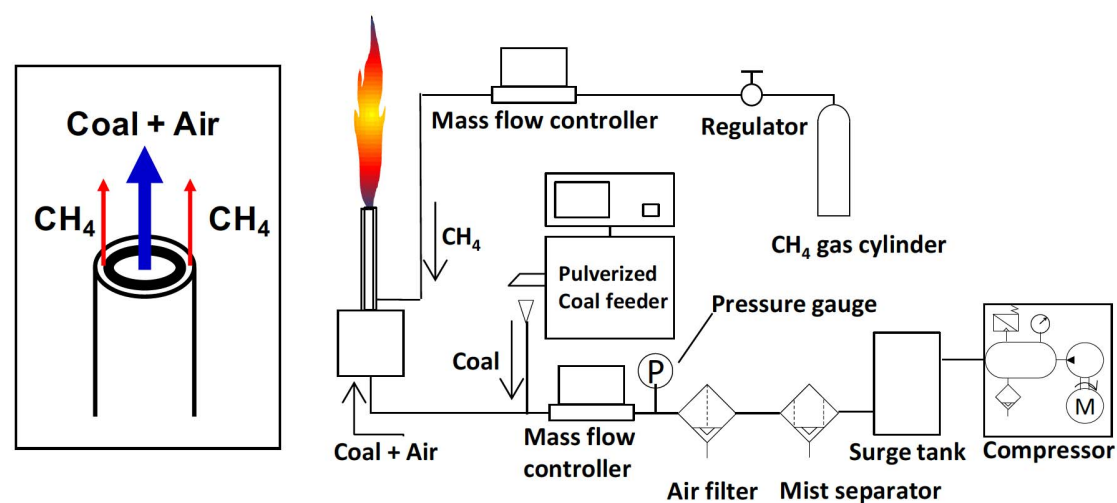 Coal + Air
CH₄
CH₄
Mass flow controller
Regulator
CH₄ gas cylinder
CH₄
Pulverized
Coal feeder
Pressure gauge
P
Coal
Coal + Air
Mass flow
controller
Air filter
Mist separator
Surge tank
M
Compressor